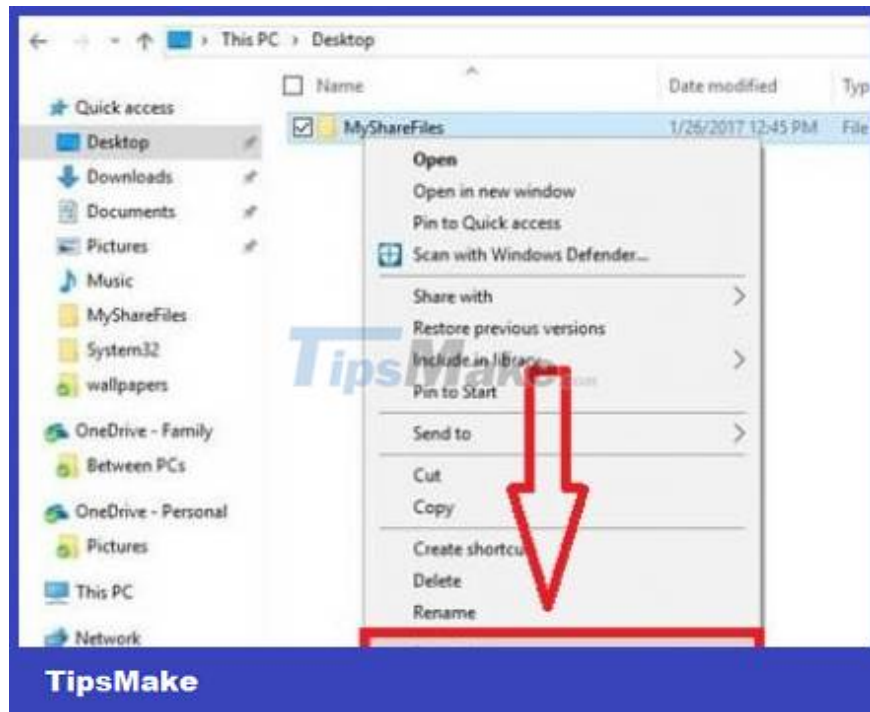 This PC > Desktop
Name
Date modified
Typ
Quick access
Desktop
Downloads
Documents
Pictures
Music
MyShareFiles
System32
wallpapers
OneDrive - Family
Between PCs
OneDrive - Personal
Pictures
This PC
Network
MyShareFiles
1/26/2017 12:45 PM
File
Open
Open in new window
Pin to Quick access
Scan with Windows Defender...
Share with
Restore previous versions
Include in library
Pin to Start
Send to
Cut
Copy
Create shortcu
Delete
Rename
TipsMake.com
TipsMake